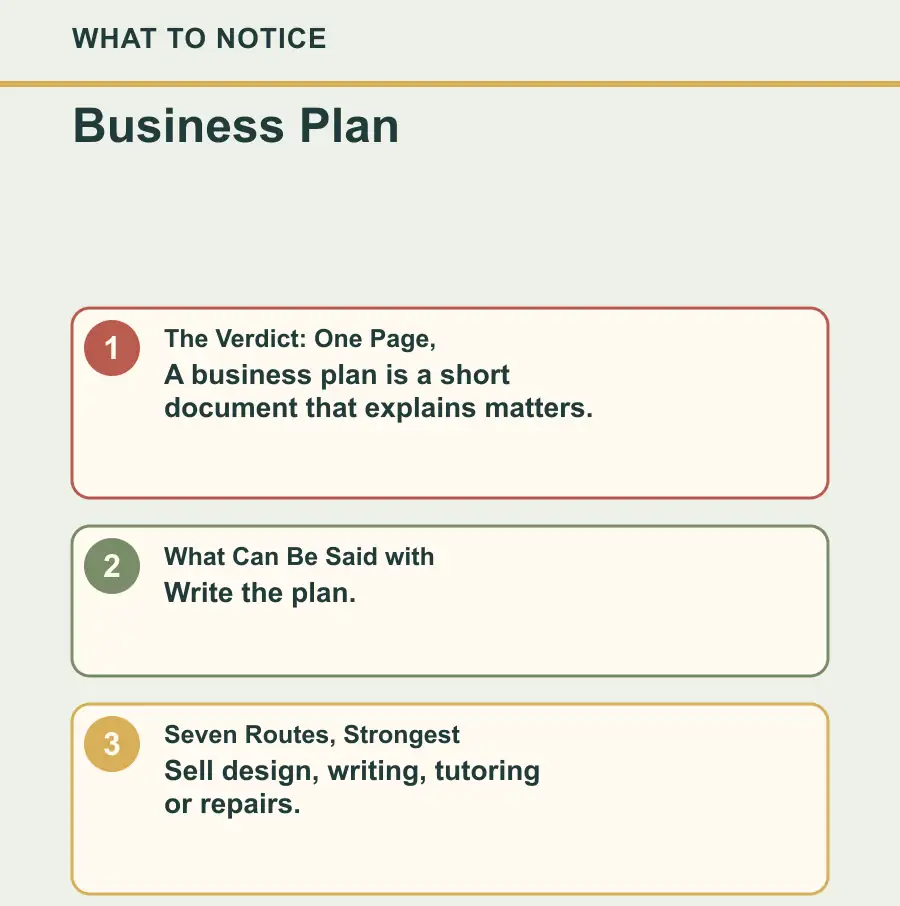 WHAT TO NOTICE
Business Plan
1
The Verdict: One Page,
A business plan is a short
document that explains matters.
2
What Can Be Said with
Write the plan.
3
Seven Routes, Strongest
Sell design, writing, tutoring
or repairs.